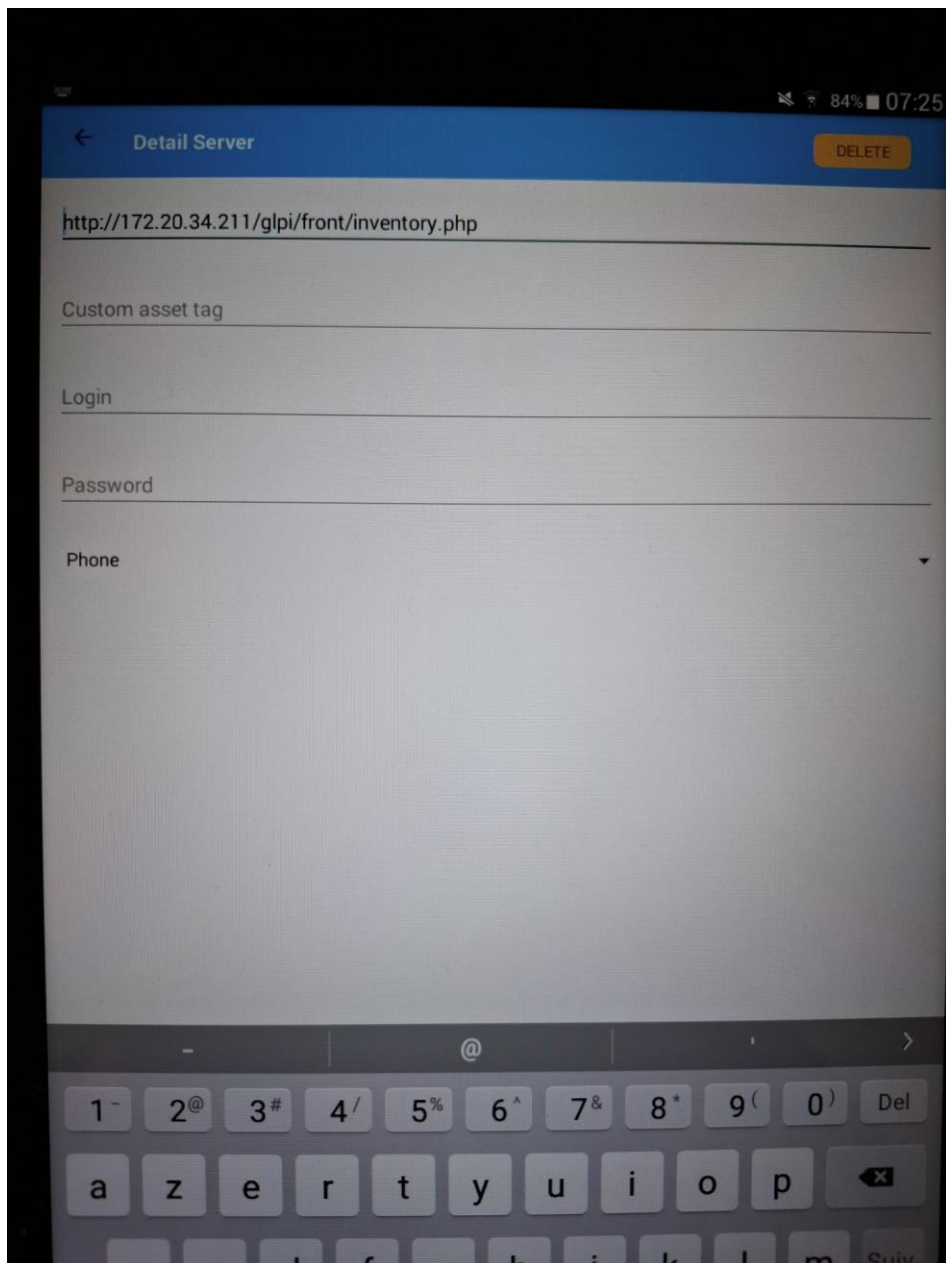 84% 07:25
Detail Server
DELETE
http://172.20.34.211/glpi/front/inventory.php
Custom asset tag
Login
Password
Phone
- @ '
1 - 2 @ 3 # 4 / 5 % 6 ^ 7 & 8 * 9 ( 0 ) Del
a z e r t y u i o p
d f h j k l m Suiv